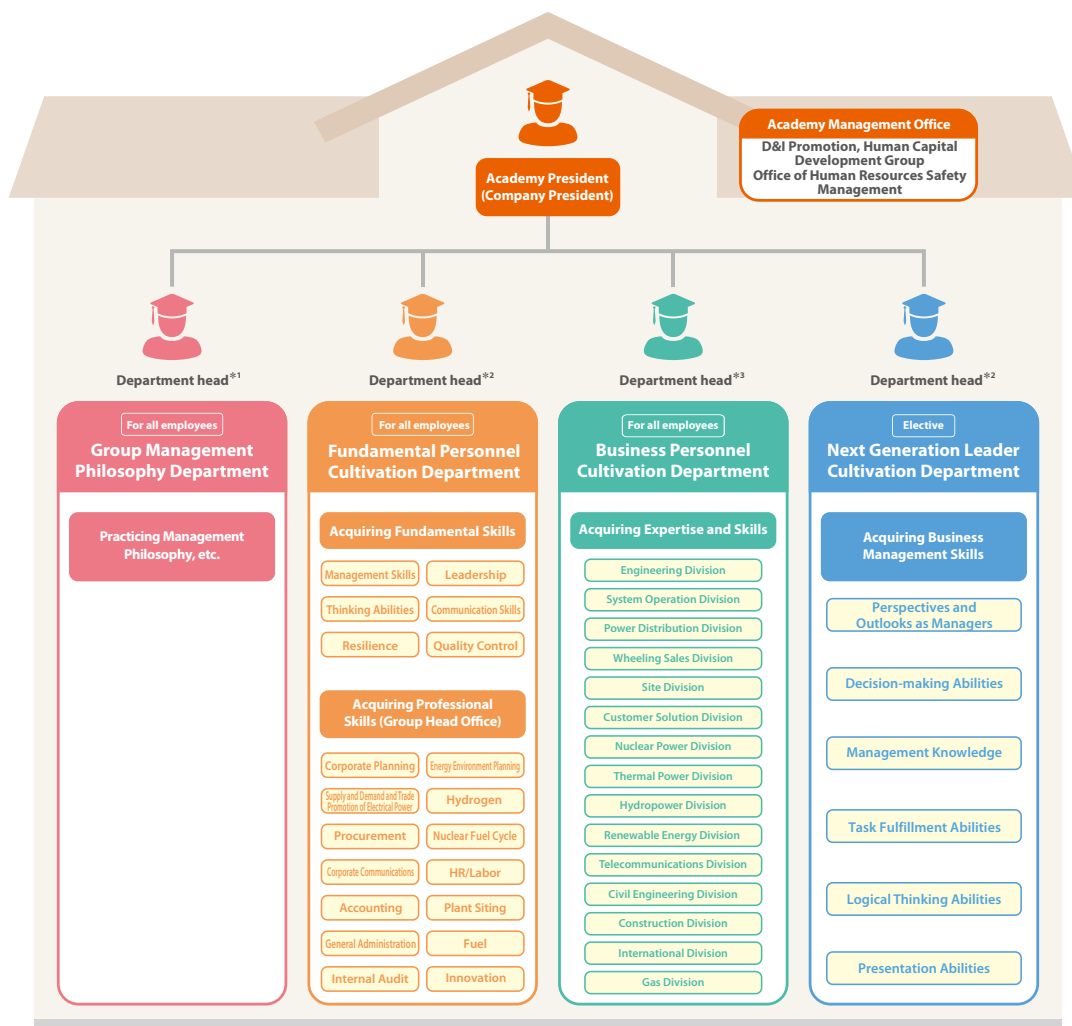 Academy Management Office
D&I Promotion, Human Capital
Development Group
Office of Human Resources Safety
Management
Academy President
(Company President)
Department head*1
For all employees
Group Management
Philosophy Department
Practicing Management
Philosophy, etc.
Department head*2
For all employees
Fundamental Personnel
Cultivation Department
Acquiring Fundamental Skills
Management Skills
Leadership
Thinking Abilities
Communication Skills
Resilience
Quality Control
Acquiring Professional
Skills (Group Head Office)
Corporate Planning
Energy Environment Planning
Supply and Demand and Trade
Promotion of Electrical Power
Hydrogen
Procurement
Nuclear Fuel Cycle
Corporate Communications
HR/Labor
Accounting
Plant Siting
General Administration
Fuel
Internal Audit
Innovation
Department head*3
For all employees
Business Personnel
Cultivation Department
Acquiring Expertise and Skills
Engineering Division
System Operation Division
Power Distribution Division
Wheeling Sales Division
Site Division
Customer Solution Division
Nuclear Power Division
Thermal Power Division
Hydropower Division
Renewable Energy Division
Telecommunications Division
Civil Engineering Division
Construction Division
International Division
Gas Division
Department head*2
Elective
Next Generation Leader
Cultivation Department
Acquiring Business
Management Skills
Perspectives and
Outlooks as Managers
Decision-making Abilities
Management Knowledge
Task Fulfillment Abilities
Logical Thinking Abilities
Presentation Abilities